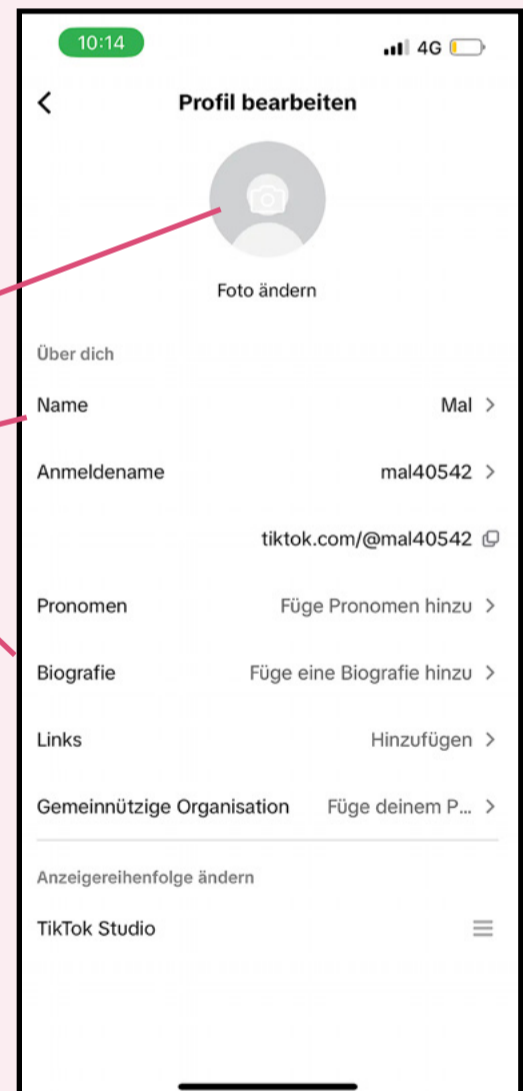 10:14
4G
Profil bearbeiten
Foto ändern
Über dich
Name Mal
Anmeldename mal40542
tiktok.com/@mal40542
Pronomen Füge Pronomen hinzu
Biografie Füge eine Biografie hinzu
Links Hinzufügen
Gemeinnützige Organisation Füge deinem P...
Anzeigereihenfolge ändern
TikTok Studio